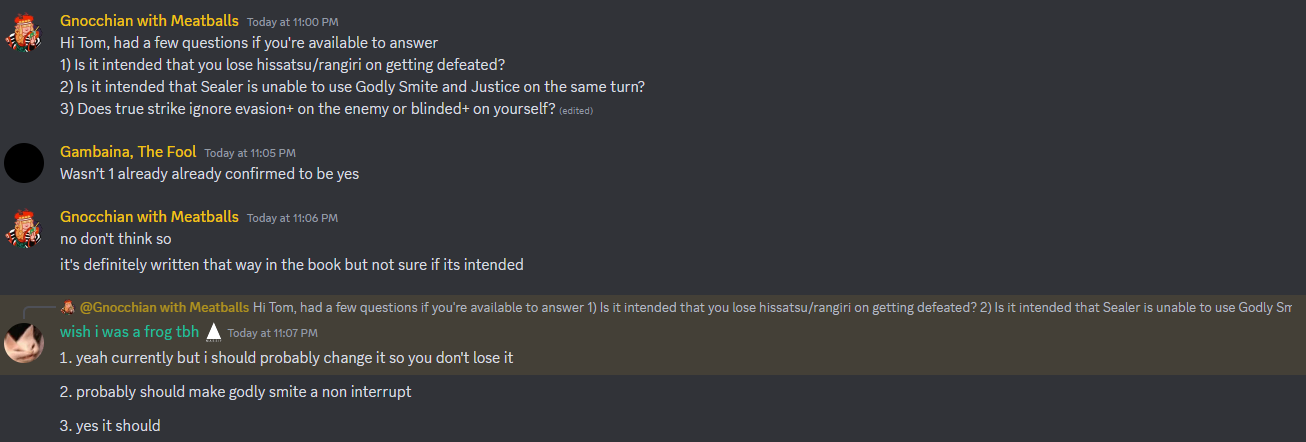 Gnocchian with Meatballs Today at 11:00 PM
Hi Tom, had a few questions if you're available to answer
1) Is it intended that you lose hissatsu/rangiri on getting defeated?
2) Is it intended that Sealer is unable to use Godly Smite and Justice on the same turn?
3) Does true strike ignore evasion+ on the enemy or blinded+ on yourself? (edited)
Gambaina, The Fool Today at 11:05 PM
Wasn't 1 already already confirmed to be yes
Gnocchian with Meatballs Today at 11:06 PM
no don't think so
it's definitely written that way in the book but not sure if its intended
@Gnocchian with Meatballs Hi Tom, had a few questions if you're available to answer 1) Is it intended that you lose hissatsu/rangiri on getting defeated? 2) Is it intended that Sealer is unable to use Godly Sm
wish i was a frog tbh Today at 11:07 PM
1. yeah currently but i should probably change it so you don't lose it
2. probably should make godly smite a non interrupt
3. yes it should